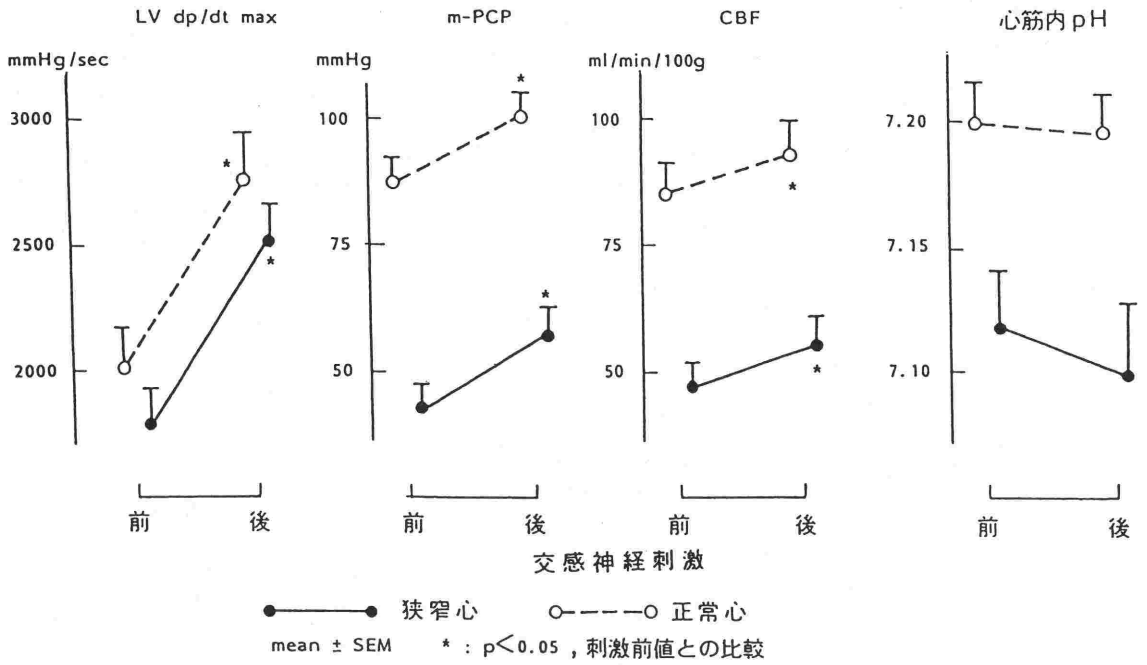 LV dp/dt max
mmHg/sec
3000
2500
2000
*
*
前 後
m-PCP
mmHg
100
75
50
*
*
前 後
CBF
ml/min/100g
100
75
50
*
*
前 後
心筋内 pH
7.20
7.15
7.10
前 後
交感神経刺激
狭窄心 正常心
mean ± SEM * : p<0.05 , 刺激前値との比較